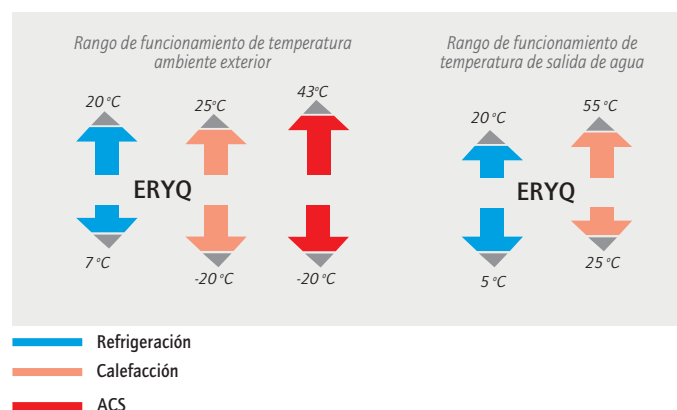 Rango de funcionamiento de temperatura
ambiente exterior
20 °C
25 °C
43°C
ERYQ
7 °C
-20 °C
-20 °C
Rango de funcionamiento de
temperatura de salida de agua
20 °C
55 °C
ERYQ
5 °C
25 °C
Refrigeración
Calefacción
ACS